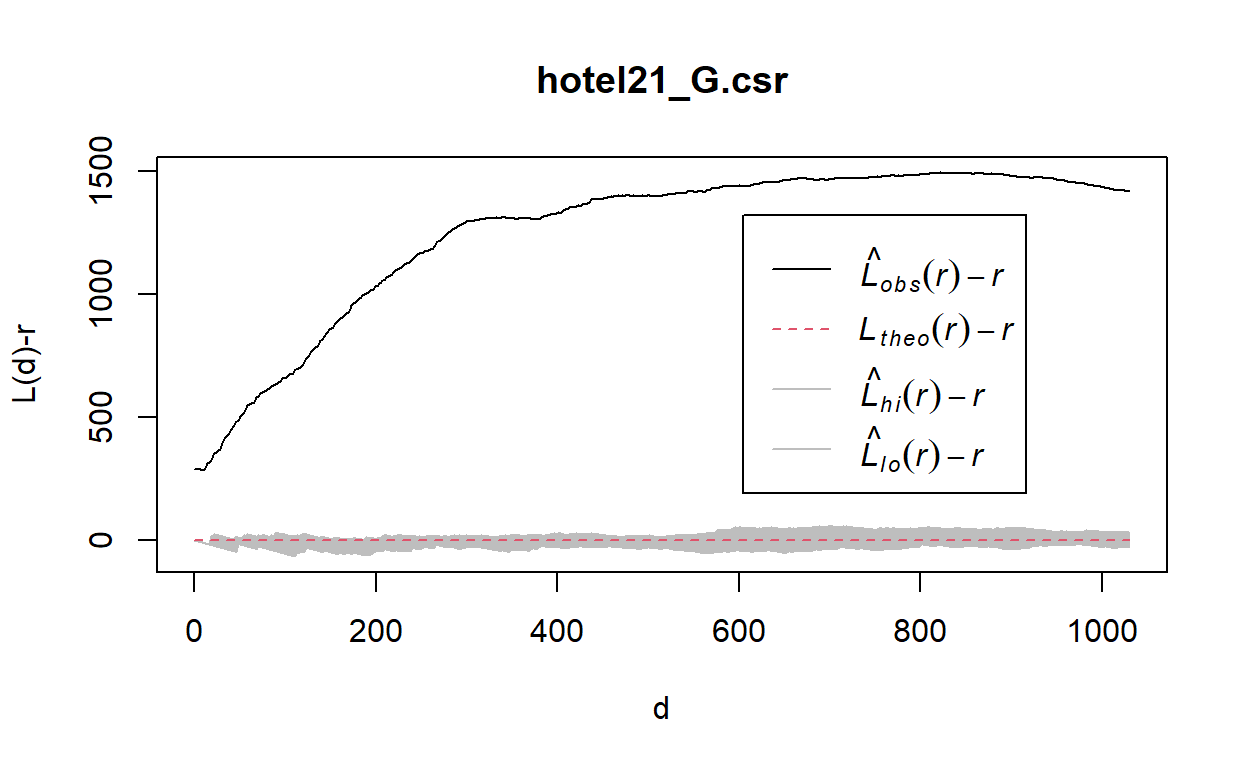 hotel21_G.csr
L(d)-r
1500
1000
500
0
L̂obs(r) − r
Ltheo(r) − r
L̂hi(r) − r
L̂lo(r) − r
0 200 400 600 800 1000
d